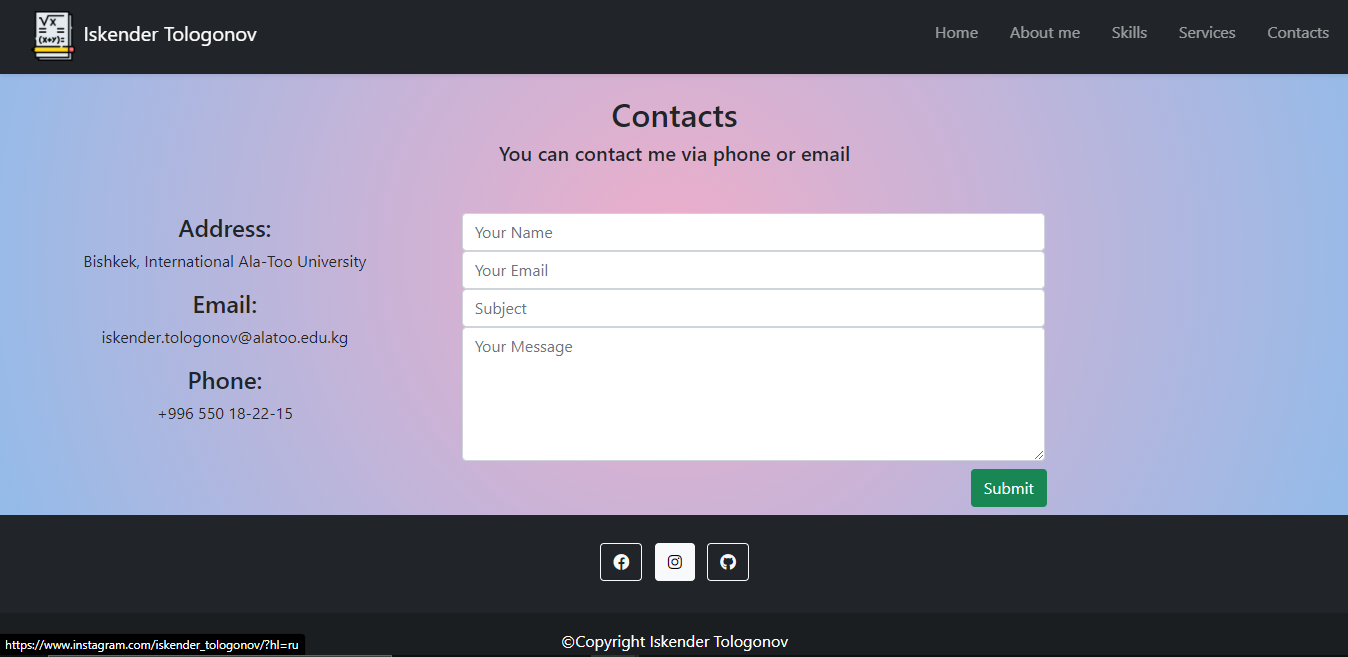 √x
= =
(x+y)=
Iskender Tologonov
Home
About me
Skills
Services
Contacts
Contacts
You can contact me via phone or email
Address:
Bishkek, International Ala-Too University
Email:
iskender.tologonov@alatoo.edu.kg
Phone:
+996 550 18-22-15
Your Name
Your Email
Subject
Your Message
Submit
©Copyright Iskender Tologonov
https://www.instagram.com/iskender_tologonov/?hl=ru